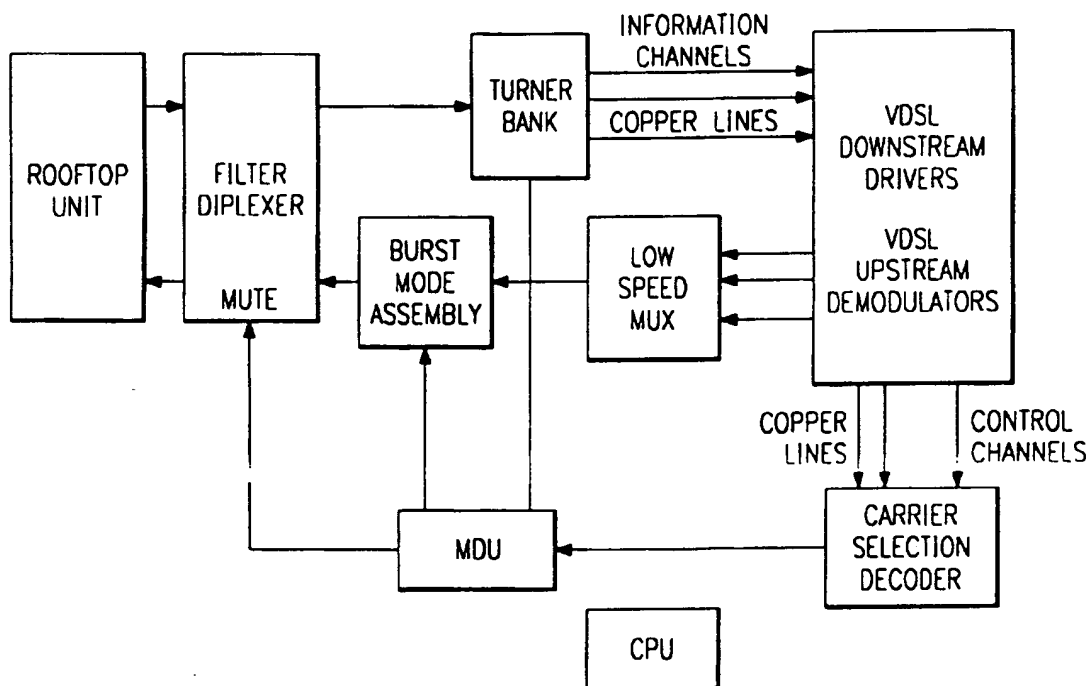 INFORMATION
CHANNELS
TURNER
BANK
COPPER LINES
ROOFTOP
UNIT
FILTER
DIPLEXER
MUTE
VDSL
DOWNSTREAM
DRIVERS
VDSL
UPSTREAM
DEMODULATORS
BURST
MODE
ASSEMBLY
LOW
SPEED
MUX
COPPER
LINES
CONTROL
CHANNELS
MDU
CARRIER
SELECTION
DECODER
CPU